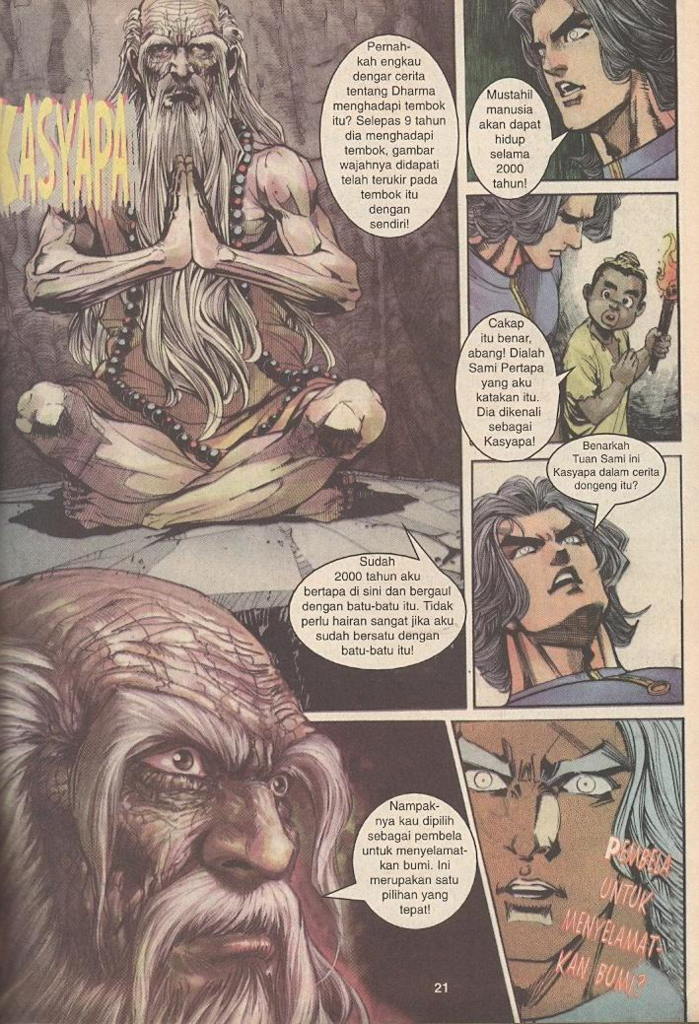 KASYAPA
Pernah-
kah engkau
dengar cerita
tentang Dharma
menghadapi tembok
itu? Selepas 9 tahun
dia menghadapi
tembok, gambar
wajahnya didapati
telah terukir pada
tembok itu
dengan
sendiri!
Sudah
2000 tahun aku
bertapa di sini dan bergaul
dengan batu-batu itu. Tidak
perlu hairan sangat jika aku
sudah bersatu dengan
batu-batu itu!
Mustahil
manusia
akan dapat
hidup
selama
2000
tahun!
Cakap
itu benar,
abang! Dialah
Sami Pertapa
yang aku
katakan itu.
Dia dikenali
sebagai
Kasyapa!
Benarkah
Tuan Sami ini
Kasyapa dalam cerita
dongeng itu?
Nampak-
nya kau dipilih
sebagai pembela
untuk menyelamat-
kan bumi. Ini
merupakan satu
pilihan yang
tepat!
PEMBELA
UNTUK
MENYELAMAT-
KAN BUMI?
21